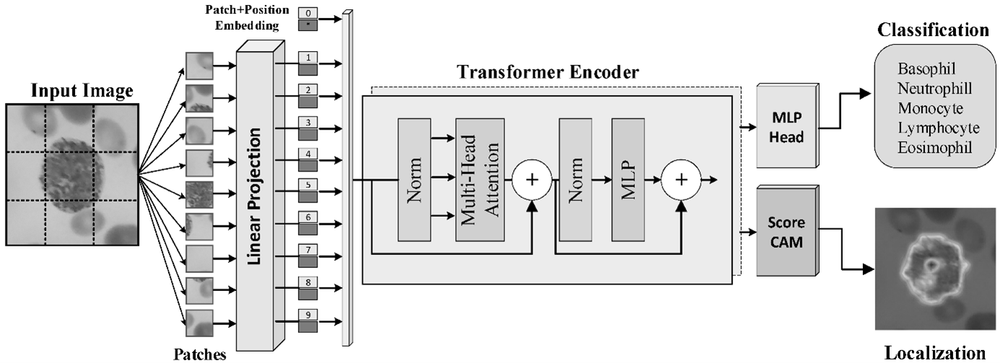 Patch+Position
Embedding
0
*
Input Image
Patches
Linear Projection
1
2
3
4
5
6
7
8
9
Transformer Encoder
Norm
Multi-Head
Attention
+
Norm
MLP
+
MLP
Head
Score
CAM
Classification
Basophil
Neutrophill
Monocyte
Lymphocyte
Eosimophil
Localization